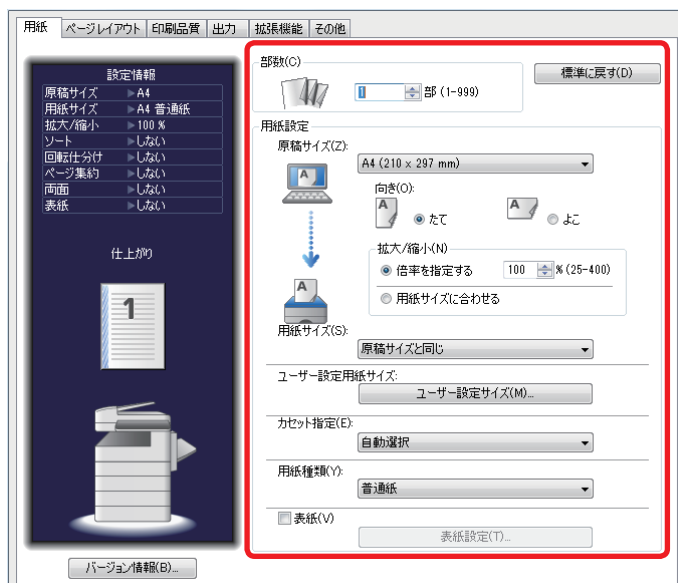 用紙 ページレイアウト 印刷品質 出力 拡張機能 その他
設定情報
原稿サイズ ▶A4
用紙サイズ ▶A4 普通紙
拡大/縮小 ▶100 %
ソート ▶しない
回転仕分け ▶しない
ページ集約 ▶しない
両面 ▶しない
表紙 ▶しない
仕上がり
1
バージョン情報(B)...
部数(C)
1 部 (1-999)
標準に戻す(D)
用紙設定
原稿サイズ(Z):
A4 (210 x 297 mm)
向き(O):
A たて A よこ
A
拡大/縮小(N)
倍率を指定する 100 % (25-400)
用紙サイズに合わせる
A
用紙サイズ(S):
原稿サイズと同じ
ユーザー設定用紙サイズ:
ユーザー設定サイズ(M)...
カセット指定(E):
自動選択
用紙種類(Y):
普通紙
表紙(V)
表紙設定(T)...